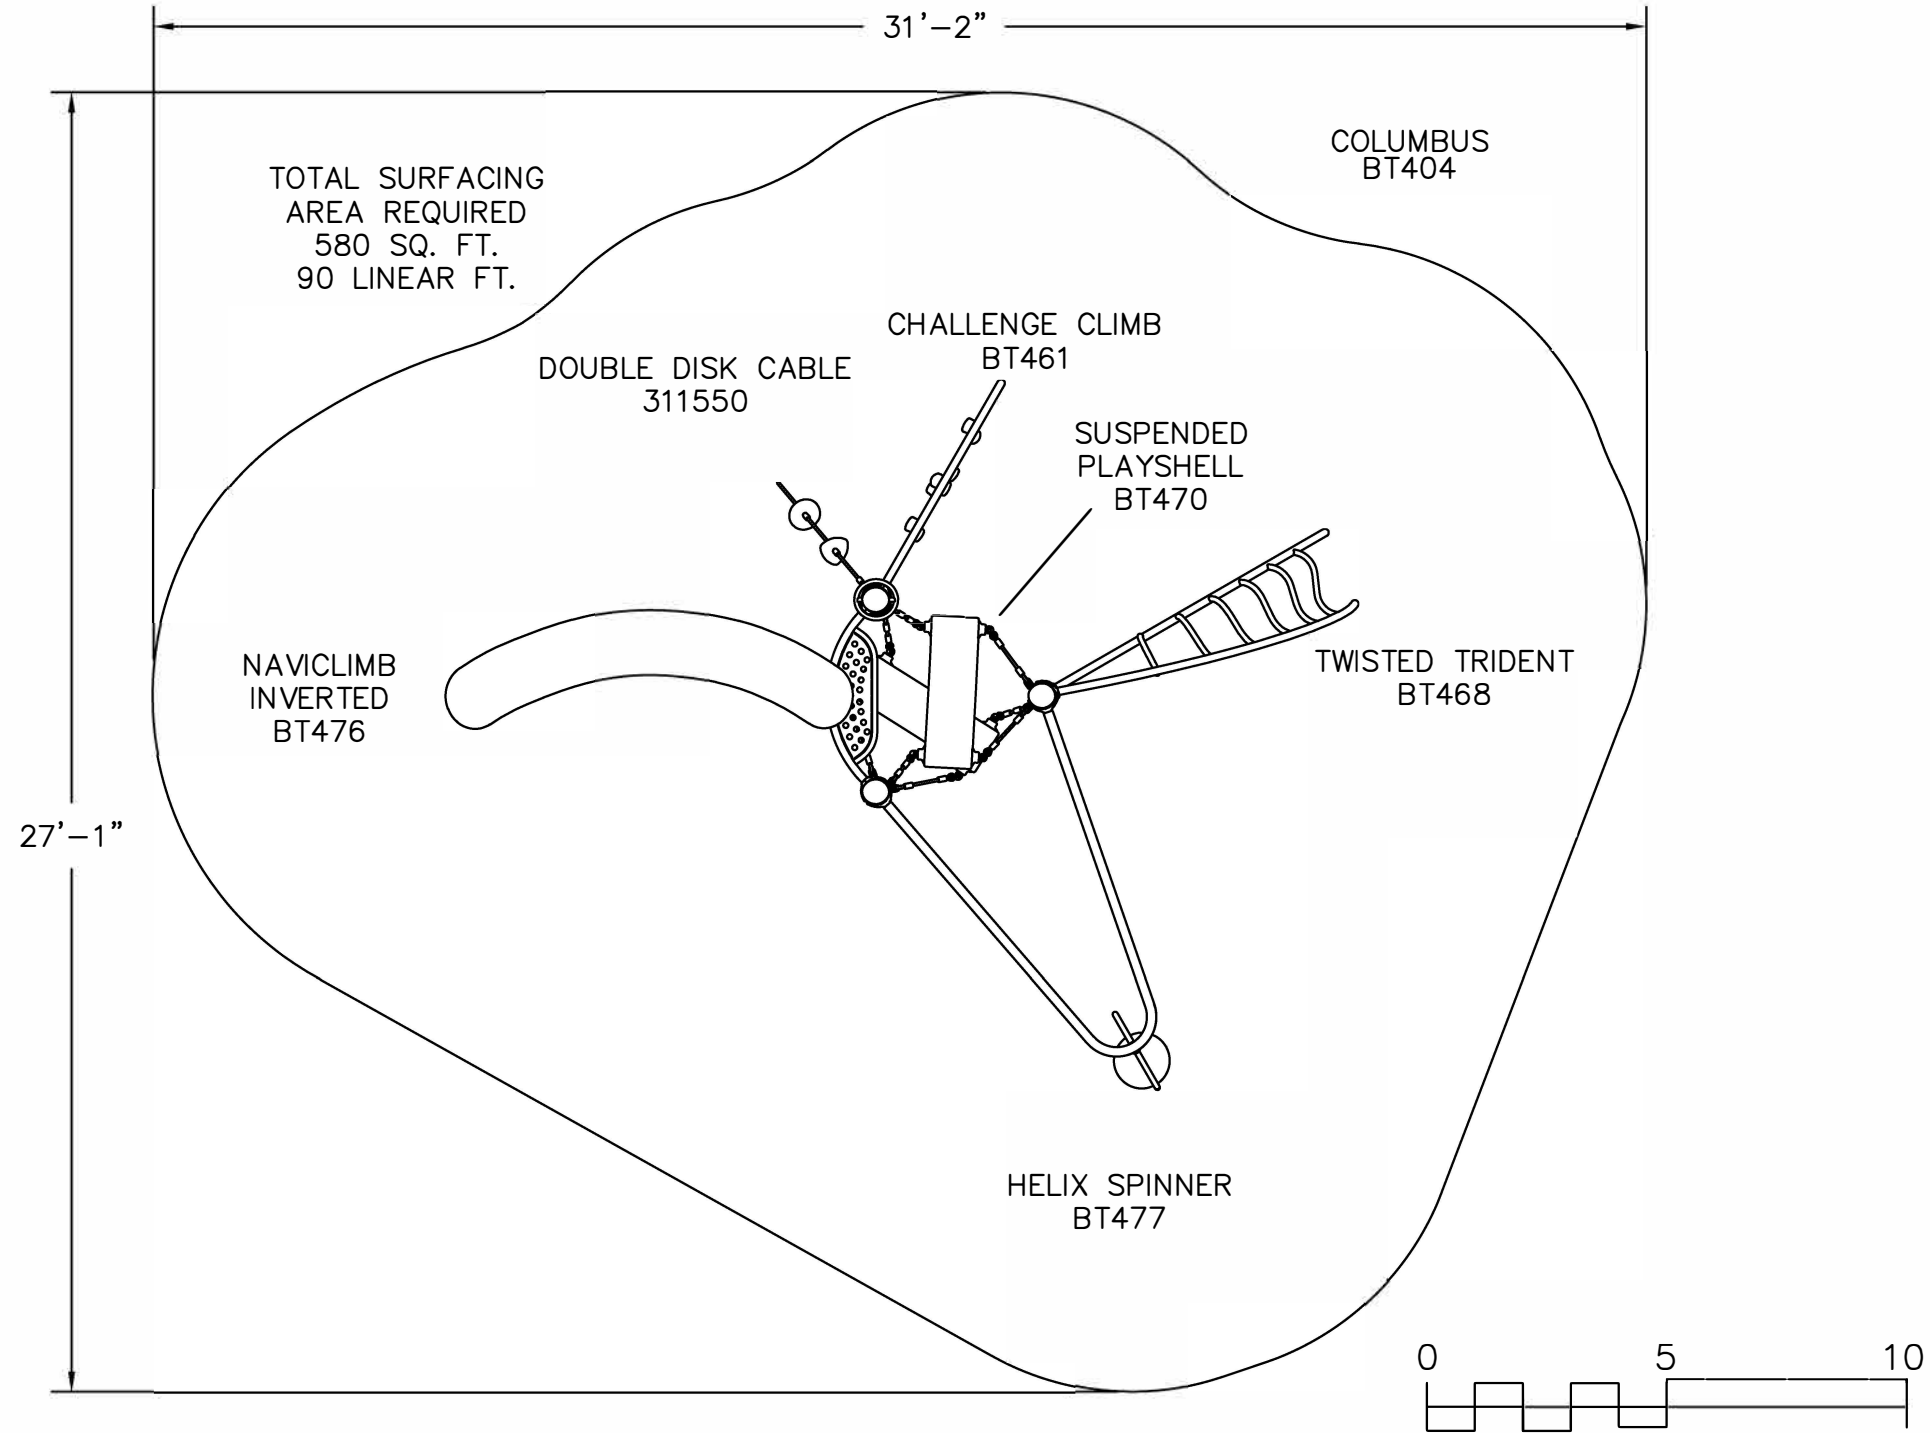 31'-2"
COLUMBUS
BT404
TOTAL SURFACING
AREA REQUIRED
580 SQ. FT.
90 LINEAR FT.
CHALLENGE CLIMB
BT461
DOUBLE DISK CABLE
311550
SUSPENDED
PLAYSHELL
BT470
NAVICLIMB
INVERTED
BT476
TWISTED TRIDENT
BT468
27'-1"
HELIX SPINNER
BT477
0 5 10